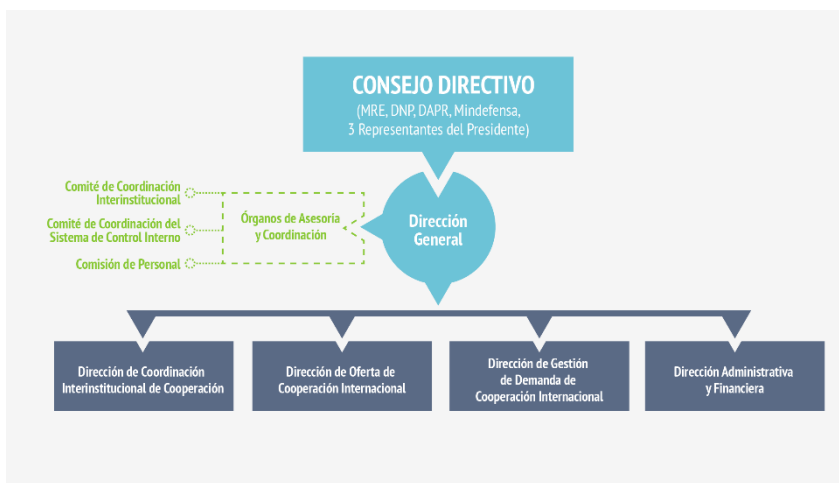 CONSEJO DIRECTIVO
(MRE, DNP, DAPR, Mindefensa,
3 Representantes del Presidente)
Dirección
General
Órganos de Asesoria
y Coordinación
Comité de Coordinación
Interinstitucional
Comité de Coordinación del
Sistema de Control Interno
Comisión de Personal
Dirección de Coordinación
Interinstitucional de Cooperación
Dirección de Oferta de
Cooperación Internacional
Dirección de Gestión
de Demanda de
Cooperación Internacional
Dirección Administrativa
y Financiera